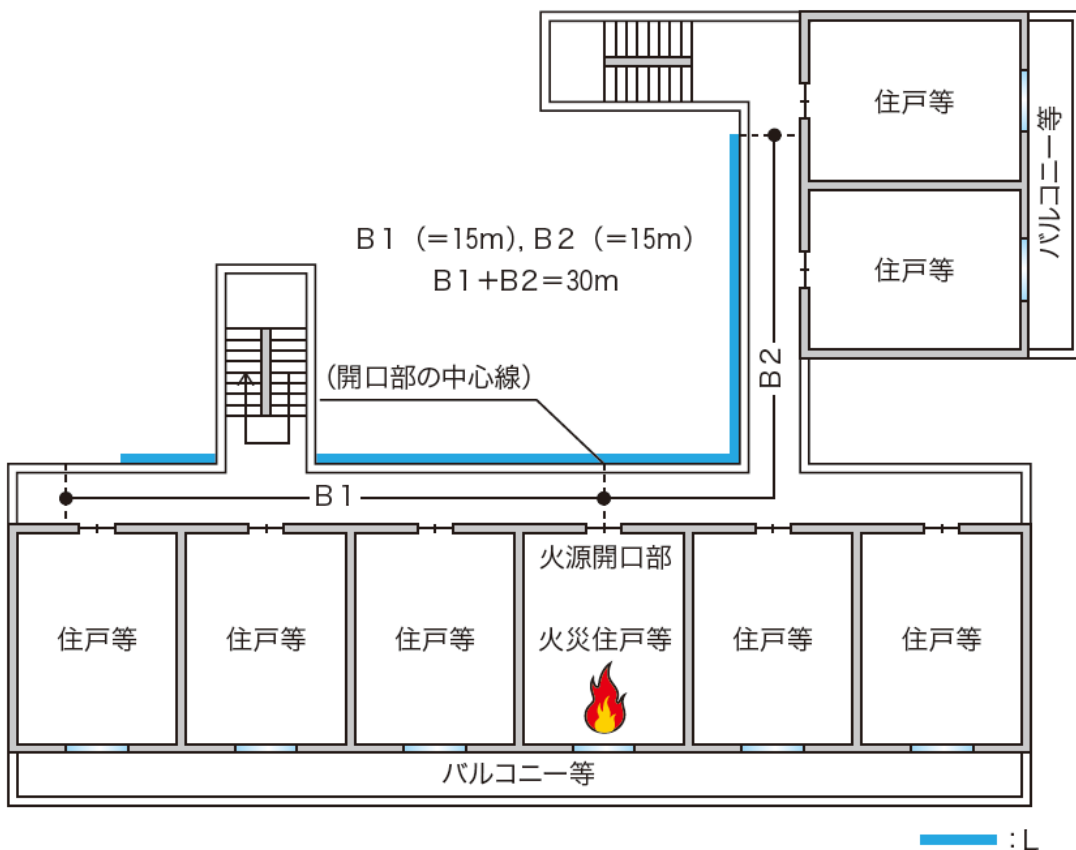 住戸等
バルコニー等
B1（=15m）, B2（=15m）
B1+B2=30m
住戸等
（開口部の中心線）
B2
B1
火源開口部
住戸等
住戸等
住戸等
火災住戸等
住戸等
住戸等
バルコニー等
:L